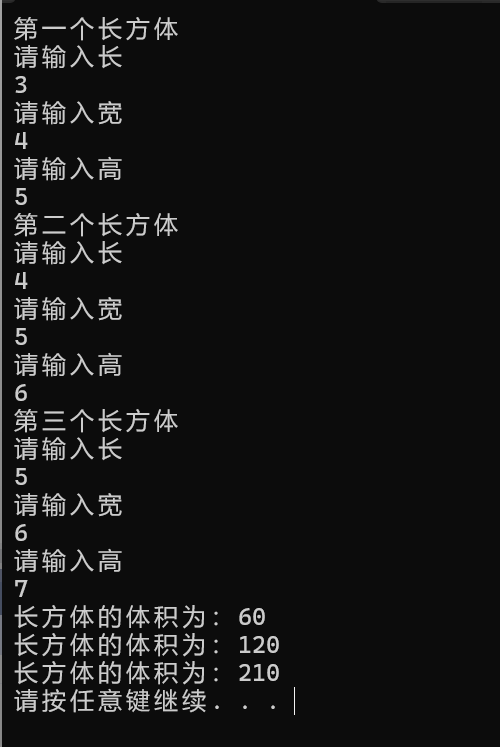 第一个长方体
请输入长
3
请输入宽
4
请输入高
5
第二个长方体
请输入长
4
请输入宽
5
请输入高
6
第三个长方体
请输入长
5
请输入宽
6
请输入高
7
长方体的体积为：60
长方体的体积为：120
长方体的体积为：210
请按任意键继续. . .